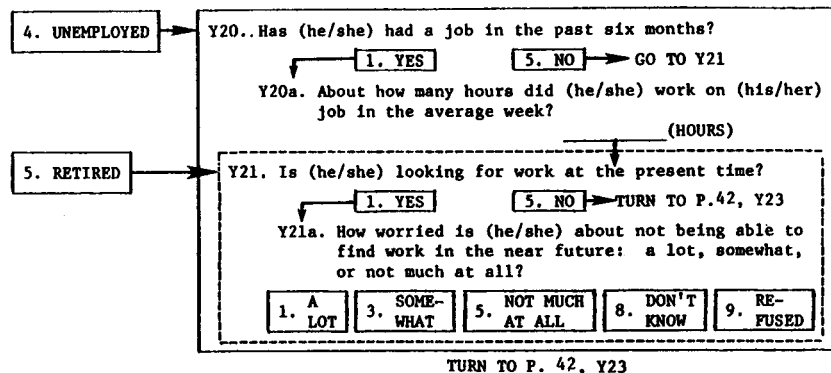 4. UNEMPLOYED
Y20..Has (he/she) had a job in the past six months?
1. YES 5. NO GO TO Y21
Y20a. About how many hours did (he/she) work on (his/her)
job in the average week?
(HOURS)
5. RETIRED
Y21. Is (he/she) looking for work at the present time?
1. YES 5. NO TURN TO P.42, Y23
Y21a. How worried is (he/she) about not being able to
find work in the near future: a lot, somewhat,
or not much at all?
1. A LOT
3. SOME-
WHAT
5. NOT MUCH
AT ALL
8. DON'T
KNOW
9. RE-
FUSED
TURN TO P. 42, Y23